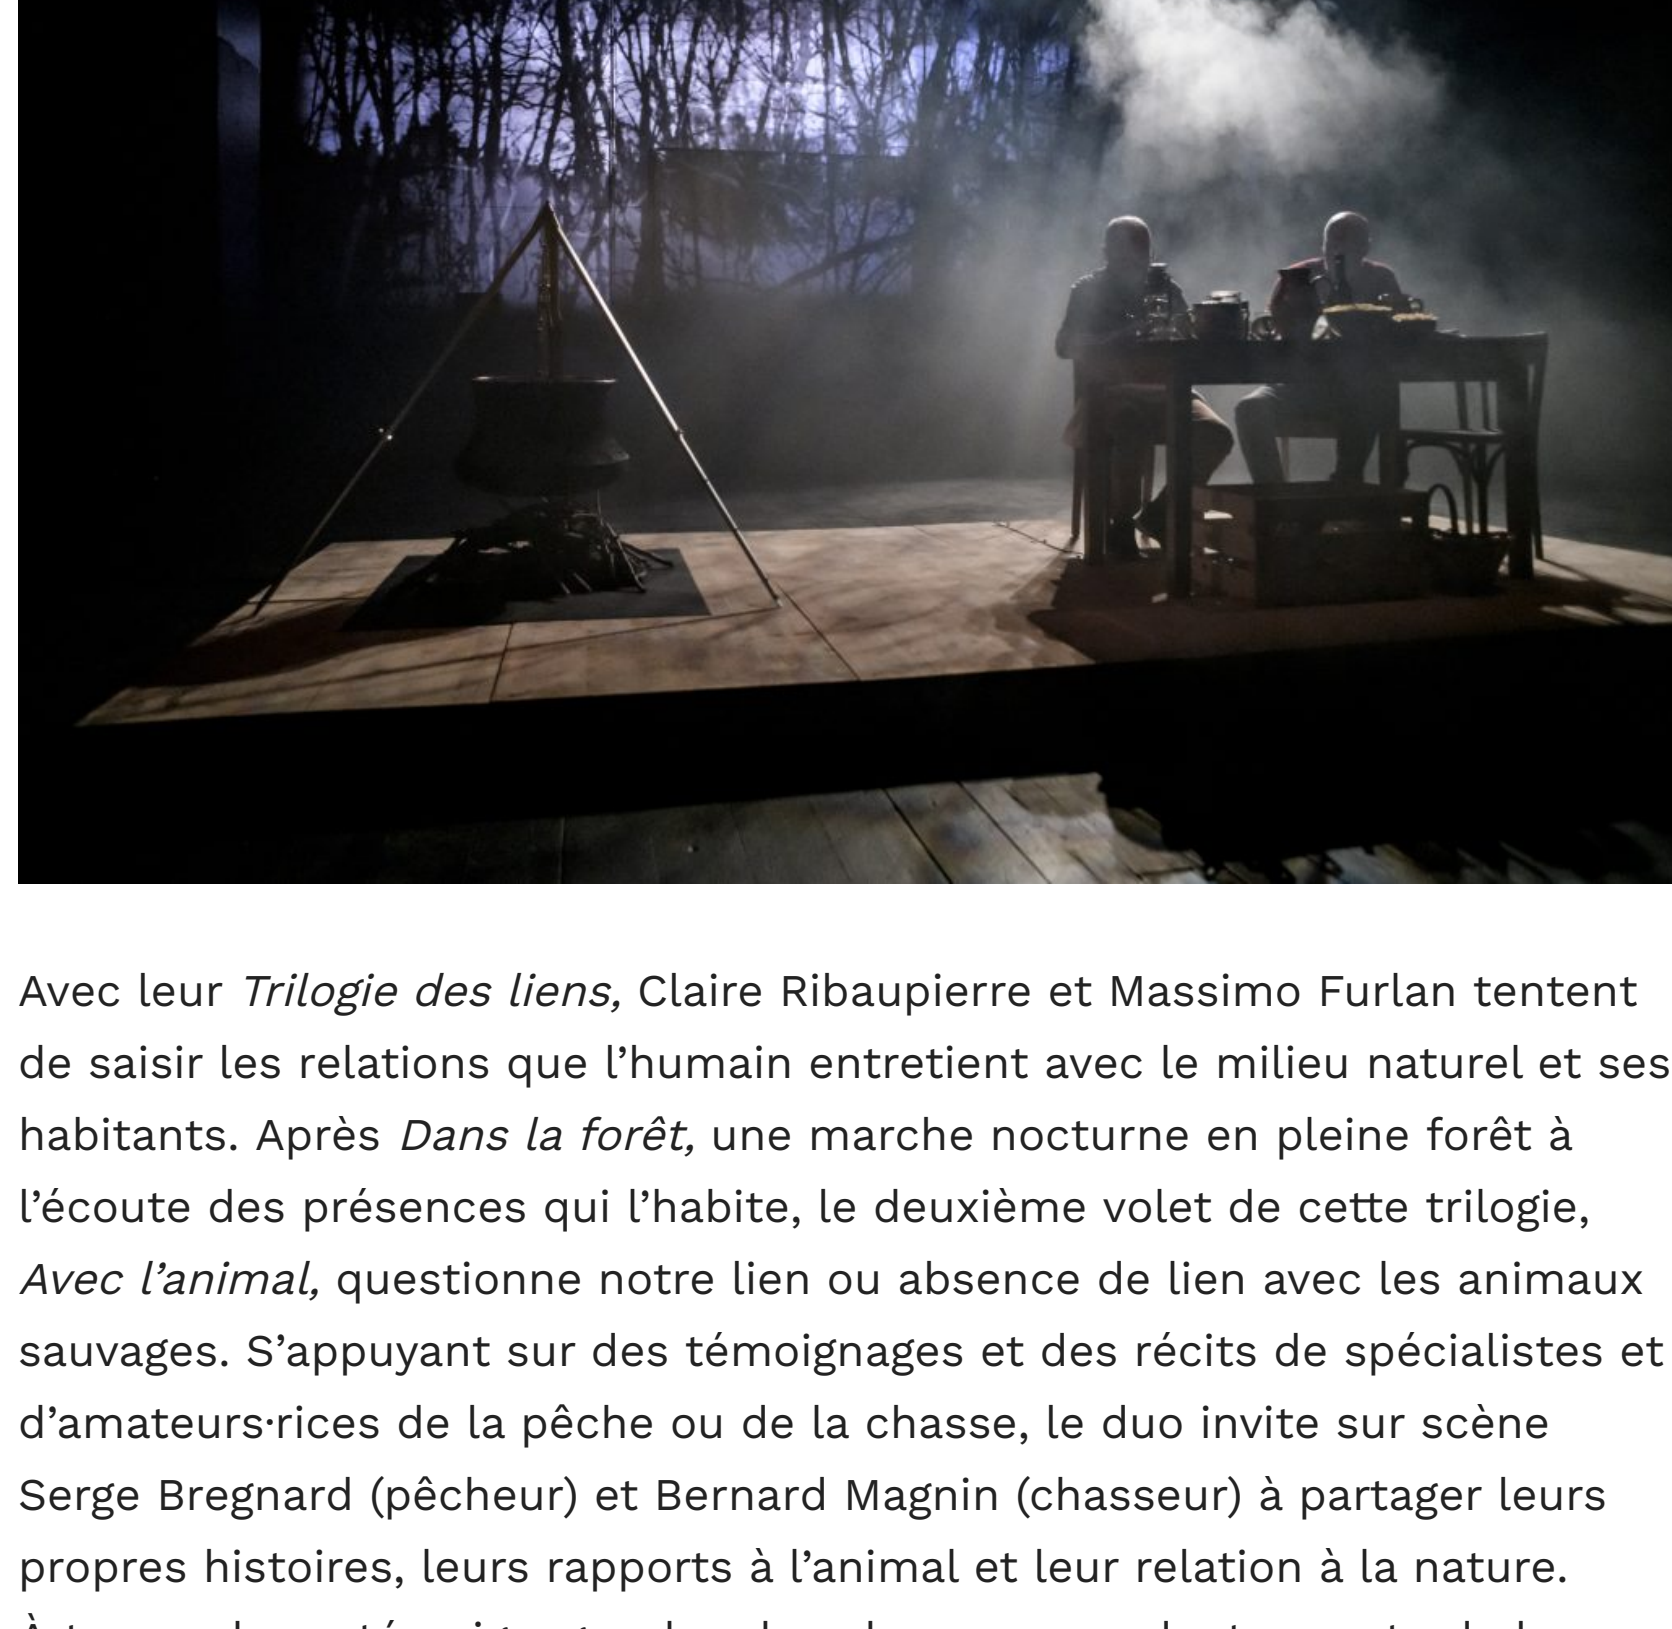 Avec leur Trilogie des liens, Claire Ribaupierre et Massimo Furlan tentent
de saisir les relations que l’humain entretient avec le milieu naturel et ses
habitants. Après Dans la forêt, une marche nocturne en pleine forêt à
l’écoute des présences qui l’habite, le deuxième volet de cette trilogie,
Avec l’animal, questionne notre lien ou absence de lien avec les animaux
sauvages. S’appuyant sur des témoignages et des récits de spécialistes et
d’amateurs·rices de la pêche ou de la chasse, le duo invite sur scène
Serge Bregnard (pêcheur) et Bernard Magnin (chasseur) à partager leurs
propres histoires, leurs rapports à l’animal et leur relation à la nature.